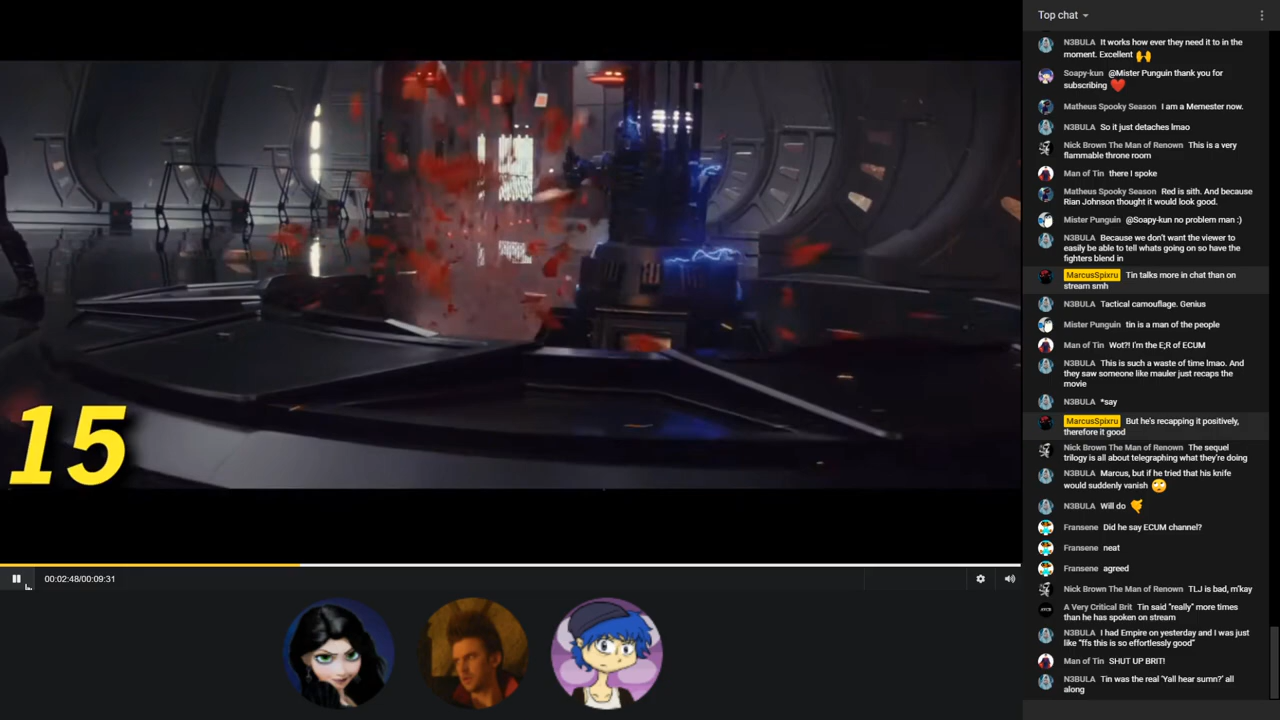 Top chat
N3BULA It works how ever they need it to in the
moment. Excellent
Soapy-kun @Mister Punguin thank you for
subscribing
Matheus Spooky Season I am a Memester now.
N3BULA So it just detaches lmao
Nick Brown The Man of Renown This is a very
flammable throne room
Man of Tin there I spoke
Matheus Spooky Season Red is sith. And because
Rian Johnson thought it would look good.
Mister Punguin @Soapy-kun no problem man :)
N3BULA Because we don't want the viewer to
easily be able to tell whats going on so have the
fighters blend in
MarcusSpixru Tin talks more in chat than on
stream smh
N3BULA Tactical camouflage. Genius
Mister Punguin tin is a man of the people
Man of Tin Wot?! I'm the E;R of ECUM
N3BULA This is such a waste of time lmao. And
they saw someone like mauler just recaps the
movie
N3BULA *say
MarcusSpixru But he's recapping it positively,
therefore it good
Nick Brown The Man of Renown The sequel
trilogy is all about telegraphing what they're doing
N3BULA Marcus, but if he tried that his knife
would suddenly vanish
N3BULA Will do
Fransene Did he say ECUM channel?
Fransene neat
Fransene agreed
Nick Brown The Man of Renown TLJ is bad, m'kay
A Very Critical Brit Tin said "really" more times
than he has spoken on stream
N3BULA I had Empire on yesterday and I was just
like "ffs this is so effortlessly good"
Man of Tin SHUT UP BRIT!
N3BULA Tin was the real 'Yall hear sumn?' all
along
15
00:02:48/00:09:31